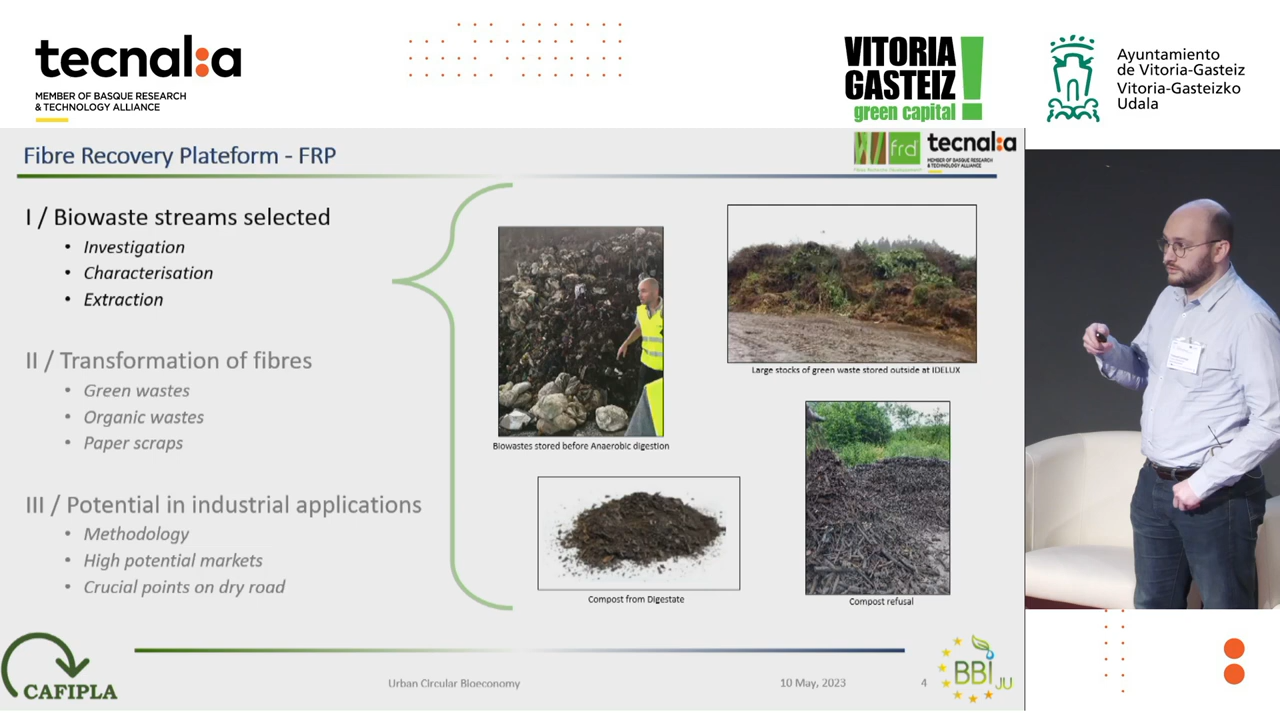 tecnal:a
MEMBER OF BASQUE RESEARCH
& TECHNOLOGY ALLIANCE
VITORIA
GASTEIZ
green capital
Ayuntamiento
de Vitoria-Gasteiz
Vitoria-Gasteizko
Udala
Fibre Recovery Plateform - FRP
frd
tecnal:a
MEMBER OF BASQUE RESEARCH
& TECHNOLOGY ALLIANCE
I / Biowaste streams selected
• Investigation
• Characterisation
• Extraction
II / Transformation of fibres
• Green wastes
• Organic wastes
• Paper scraps
III / Potential in industrial applications
• Methodology
• High potential markets
• Crucial points on dry road
Biowastes stored before Anaerobic digestion
Large stocks of green waste stored outside at IDELUX
Compost from Digestate
Compost refusal
CAFIPLA
Urban Circular Bioeconomy
10 May, 2023
4
BBI JU